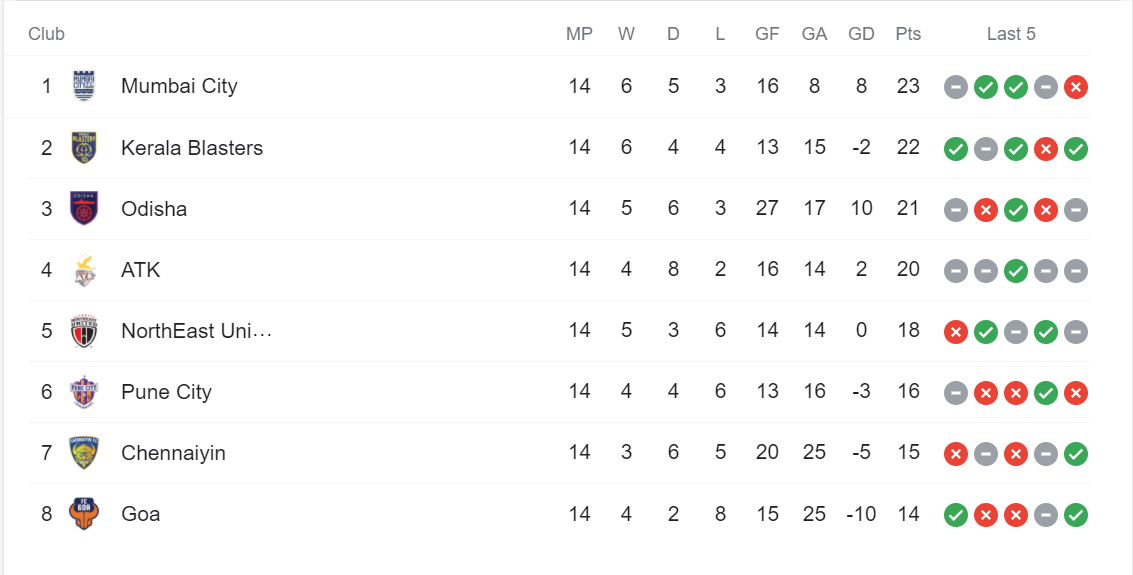 Club MP W D L GF GA GD Pts Last 5
1 Mumbai City 14 6 5 3 16 8 8 23
2 Kerala Blasters 14 6 4 4 13 15 -2 22
3 Odisha 14 5 6 3 27 17 10 21
4 ATK 14 4 8 2 16 14 2 20
5 NorthEast Uni... 14 5 3 6 14 14 0 18
6 Pune City 14 4 4 6 13 16 -3 16
7 Chennaiyin 14 3 6 5 20 25 -5 15
8 Goa 14 4 2 8 15 25 -10 14